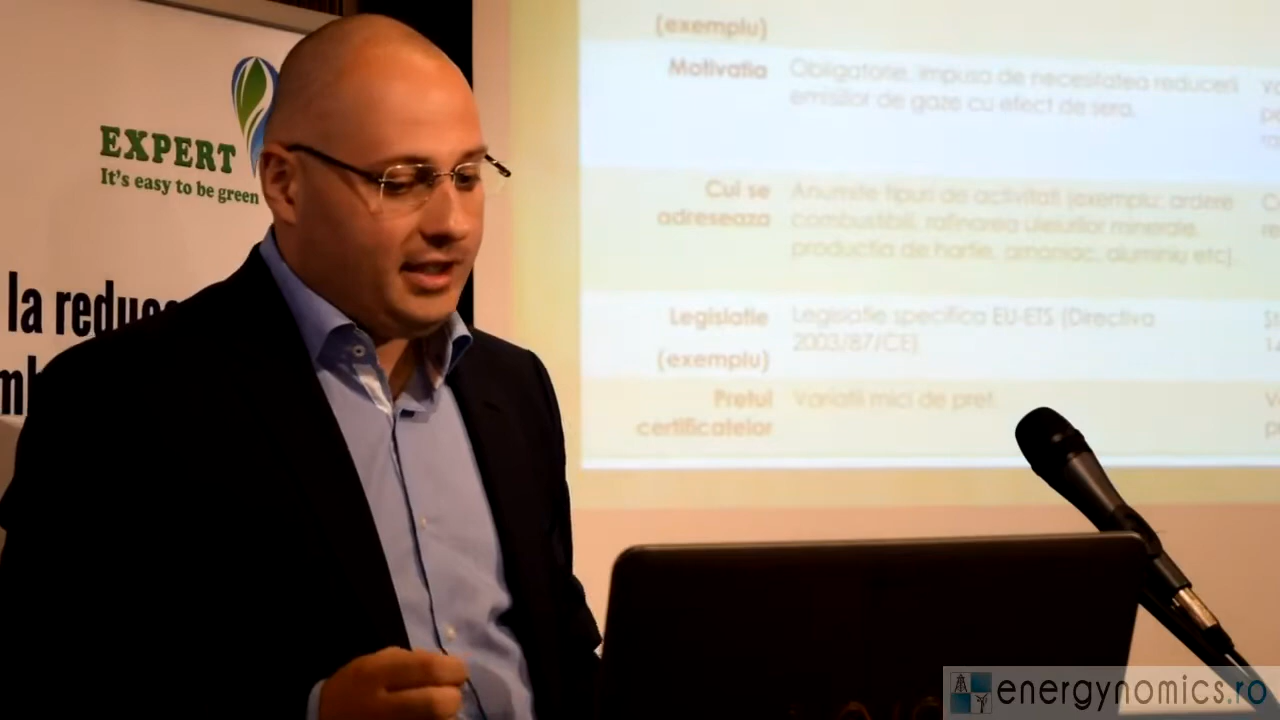 EXPERT
It's easy to be green
la reduc
(exemplu)
Motivatia
Obligatorie, impusa de necesitatea reducerii
emisiilor de gaze cu efect de sera.
Cui se
adreseaza
Anumite tipuri de activitati (exemplu: ardere
combustibili, rafinarea uleiurilor minerale,
productia de hartie, amoniac, aluminiu etc).
Legislatie
(exemplu)
Legislatie specifica EU-ETS (Directiva
2003/87/CE)
Pretul
certificatelor
Variatii mici de pret.
energynomics.ro